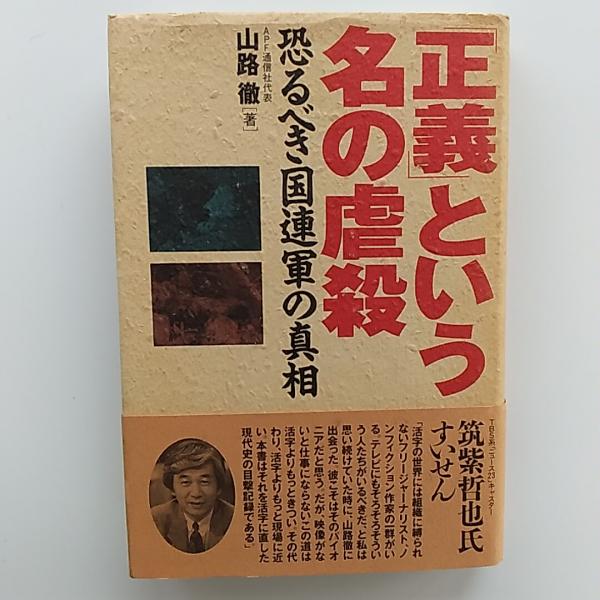 「正義」という
名の虐殺
恐るべき国連軍の真相
APF通信社代表
山路 徹[著]
TBS系「ニュース23」キャスター
筑紫哲也氏
すいせん
「活字の世界には組織に縛られ
ないフリージャーナリスト、ノ
ンフィクション作家の一群がい
る。テレビにもそろそろそうい
う人たちがいるべきだ、と私は
思い続けていた時に、山路徹に
出会った。彼こそはそのパイオ
ニアだと思う。だが、映像がな
いと仕事にならないこの道は
活字よりもっときつい。その代
わり、活字よりもっと現場に近
い。本書はそれを活字に直した
現代史の目撃記録である」